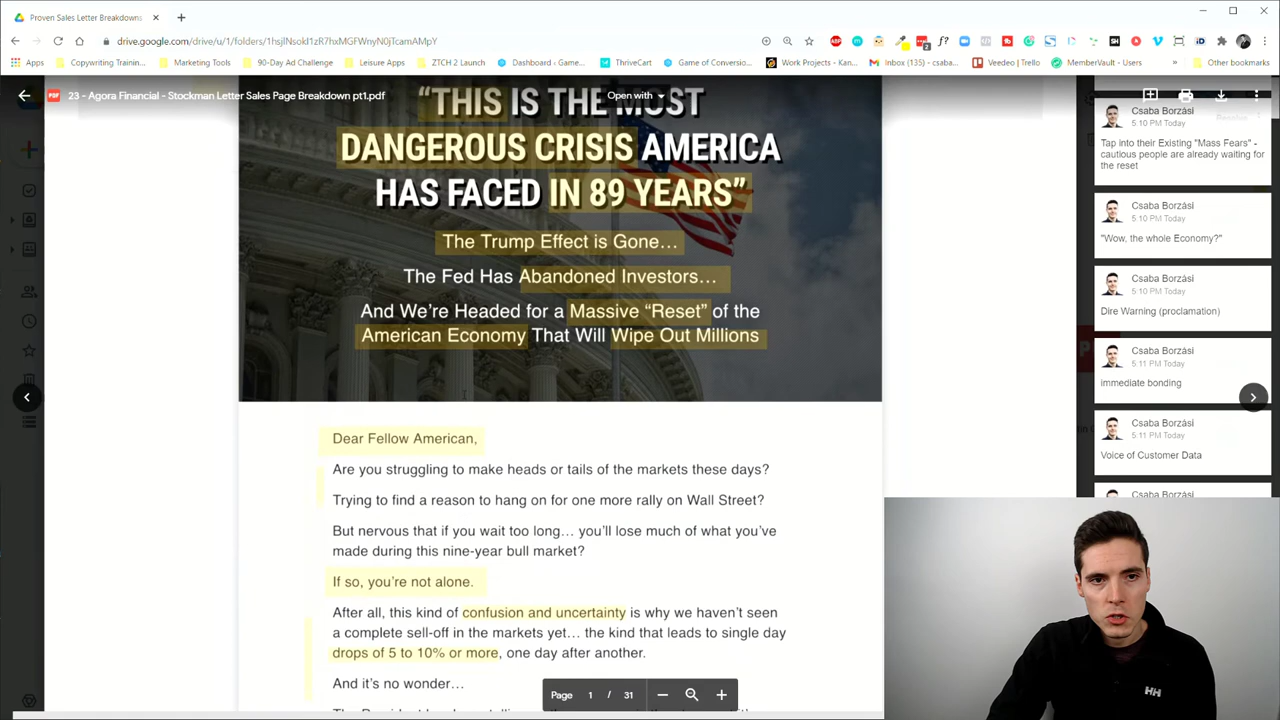 Proven Sales Letter Breakdowns
drive.google.com/drive/u/1/folders/1hsjlNsokI1zR7hxMGFWnyN0jTcamAMpY
Apps
Copywriting Trainin...
Marketing Tools
90-Day Ad Challenge
Leisure Apps
ZTCH 2 Launch
Dashboard - Game...
ThriveCart
Game of Conversio...
Work Projects - Kan...
Inbox (135) - csaba...
Veedeo | Trello
MemberVault - Users
Other bookmarks
23 - Agora Financial - Stockman Letter Sales Page Breakdown pt1.pdf
Open with
“THIS IS THE MOST
DANGEROUS CRISIS AMERICA
HAS FACED IN 89 YEARS”
The Trump Effect is Gone…
The Fed Has Abandoned Investors…
And We’re Headed for a Massive “Reset” of the
American Economy That Will Wipe Out Millions
Dear Fellow American,
Are you struggling to make heads or tails of the markets these days?
Trying to find a reason to hang on for one more rally on Wall Street?
But nervous that if you wait too long… you’ll lose much of what you’ve
made during this nine-year bull market?
If so, you’re not alone.
After all, this kind of confusion and uncertainty is why we haven’t seen
a complete sell-off in the markets yet… the kind that leads to single day
drops of 5 to 10% or more, one day after another.
And it’s no wonder…
Page 1 / 31
Csaba Borzási
5:10 PM Today
Tap into their Existing "Mass Fears" -
cautious people are already waiting for
the reset
Csaba Borzási
5:10 PM Today
"Wow, the whole Economy?"
Csaba Borzási
5:10 PM Today
Dire Warning (proclamation)
Csaba Borzási
5:11 PM Today
immediate bonding
Csaba Borzási
5:11 PM Today
Voice of Customer Data
Csaba Borzási
HH